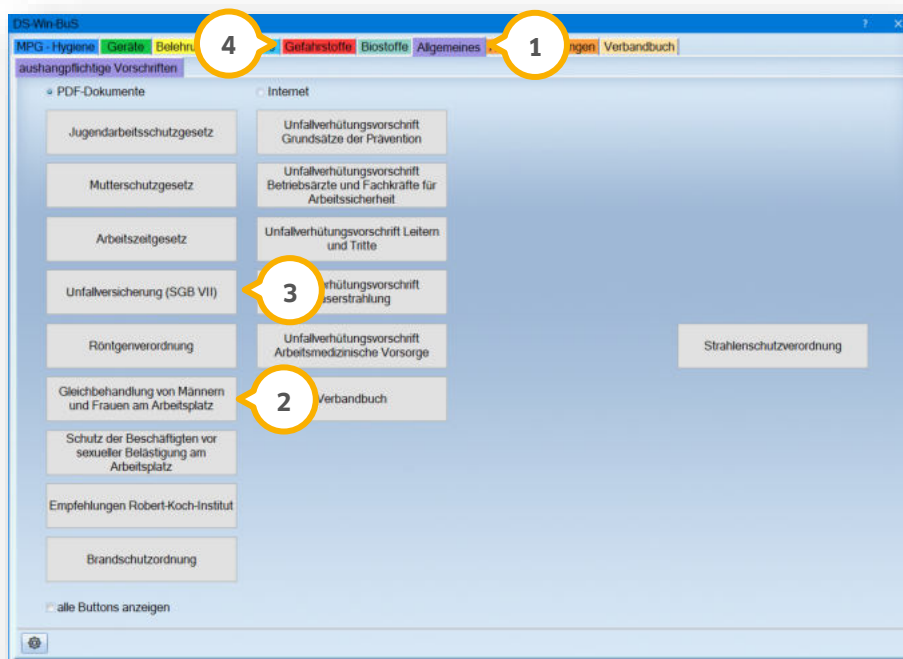 DS-Win-BuS
MPG - Hygiene Geräte Belehru 4 Gefahrstoffe Biostoffe Allgemeines 1 ngen Verbandbuch
aushangpflichtige Vorschriften
PDF-Dokumente Internet
Jugendarbeitsschutzgesetz
Unfallverhütungsvorschrift
Grundsätze der Prävention
Mutterschutzgesetz
Unfallverhütungsvorschrift
Betriebsärzte und Fachkräfte für
Arbeitssicherheit
Arbeitszeitgesetz
Unfallverhütungsvorschrift Leitern
und Tritte
Unfallversicherung (SGB VII)
3
rhütungsvorschrift
serstrahlung
Röntgenverordnung
Unfallverhütungsvorschrift
Arbeitsmedizinische Vorsorge
Strahlenschutzverordnung
Gleichbehandlung von Männern
und Frauen am Arbeitsplatz
2
Verbandbuch
Schutz der Beschäftigten vor
sexueller Belästigung am
Arbeitsplatz
Empfehlungen Robert-Koch-Institut
Brandschutzordnung
alle Buttons anzeigen